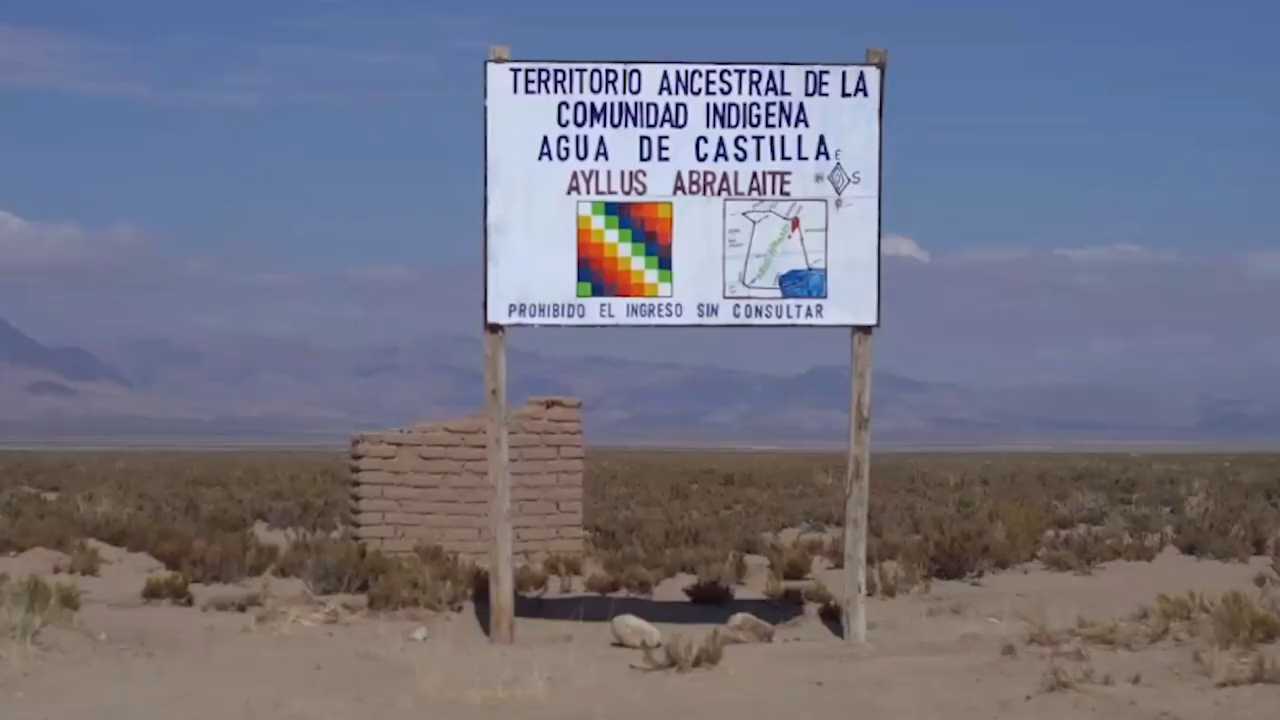 TERRITORIO ANCESTRAL DE LA
COMUNIDAD INDIGENA
AGUA DE CASTILLA
AYLLUS ABRALAITE
E
S
PROHIBIDO EL INGRESO SIN CONSULTAR